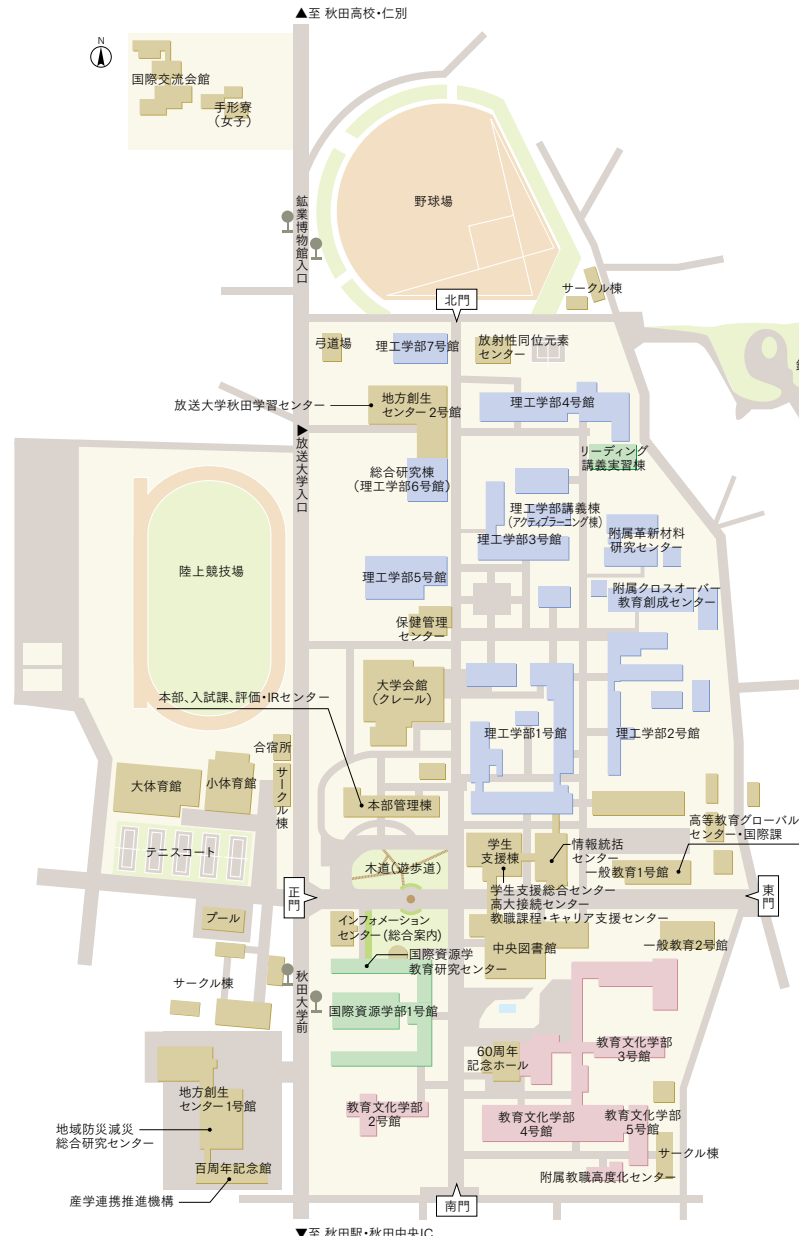 ▲至 秋田高校・仁別
N
国際交流会館
手形寮
(女子)
鉱業博物館入口
野球場
サークル棟
北門
弓道場
理工学部7号館
放射性同位元素
センター
放送大学秋田学習センター
地方創生
センター2号館
理工学部4号館
▶放送大学入口
リーディング
講義実習棟
総合研究棟
(理工学部6号館)
理工学部講義棟
(アクティブラーニング棟)
理工学部3号館
附属革新材料
研究センター
陸上競技場
理工学部5号館
附属クロスオーバー
教育創成センター
保健管理
センター
大学会館
(クレール)
本部、入試課、評価・IRセンター
理工学部1号館
理工学部2号館
合宿所
大体育館
小体育館
サークル棟
本部管理棟
高等教育グローバル
センター・国際課
テニスコート
学生
支援棟
情報統括
センター
木道(遊歩道)
一般教育1号館
学生支援総合センター
高大接続センター
教職課程・キャリア支援センター
正門
東門
プール
インフォメーション
センター(総合案内)
中央図書館
一般教育2号館
国際資源学
教育研究センター
サークル棟
秋田大学前
国際資源学部1号館
60周年
記念ホール
教育文化学部
3号館
地方創生
センター1号館
教育文化学部
2号館
教育文化学部
4号館
教育文化学部
5号館
地域防災減災
総合研究センター
サークル棟
百周年記念館
附属教職高度化センター
産学連携推進機構
南門
▼至 秋田駅・秋田中央IC